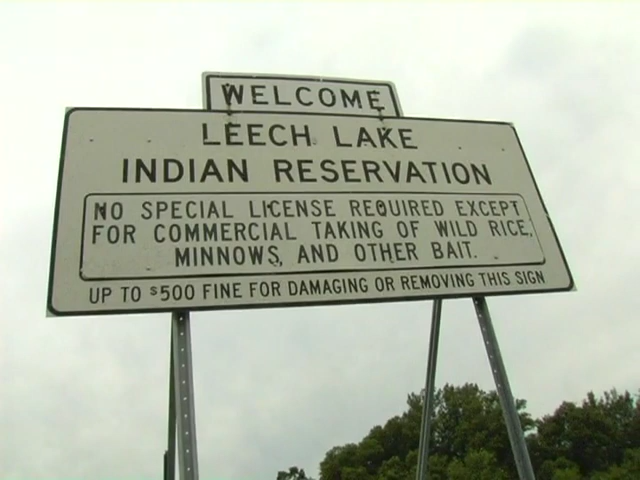 WELCOME
LEECH LAKE
INDIAN RESERVATION
NO SPECIAL LICENSE REQUIRED EXCEPT
FOR COMMERCIAL TAKING OF WILD RICE,
MINNOWS, AND OTHER BAIT.
UP TO $500 FINE FOR DAMAGING OR REMOVING THIS SIGN